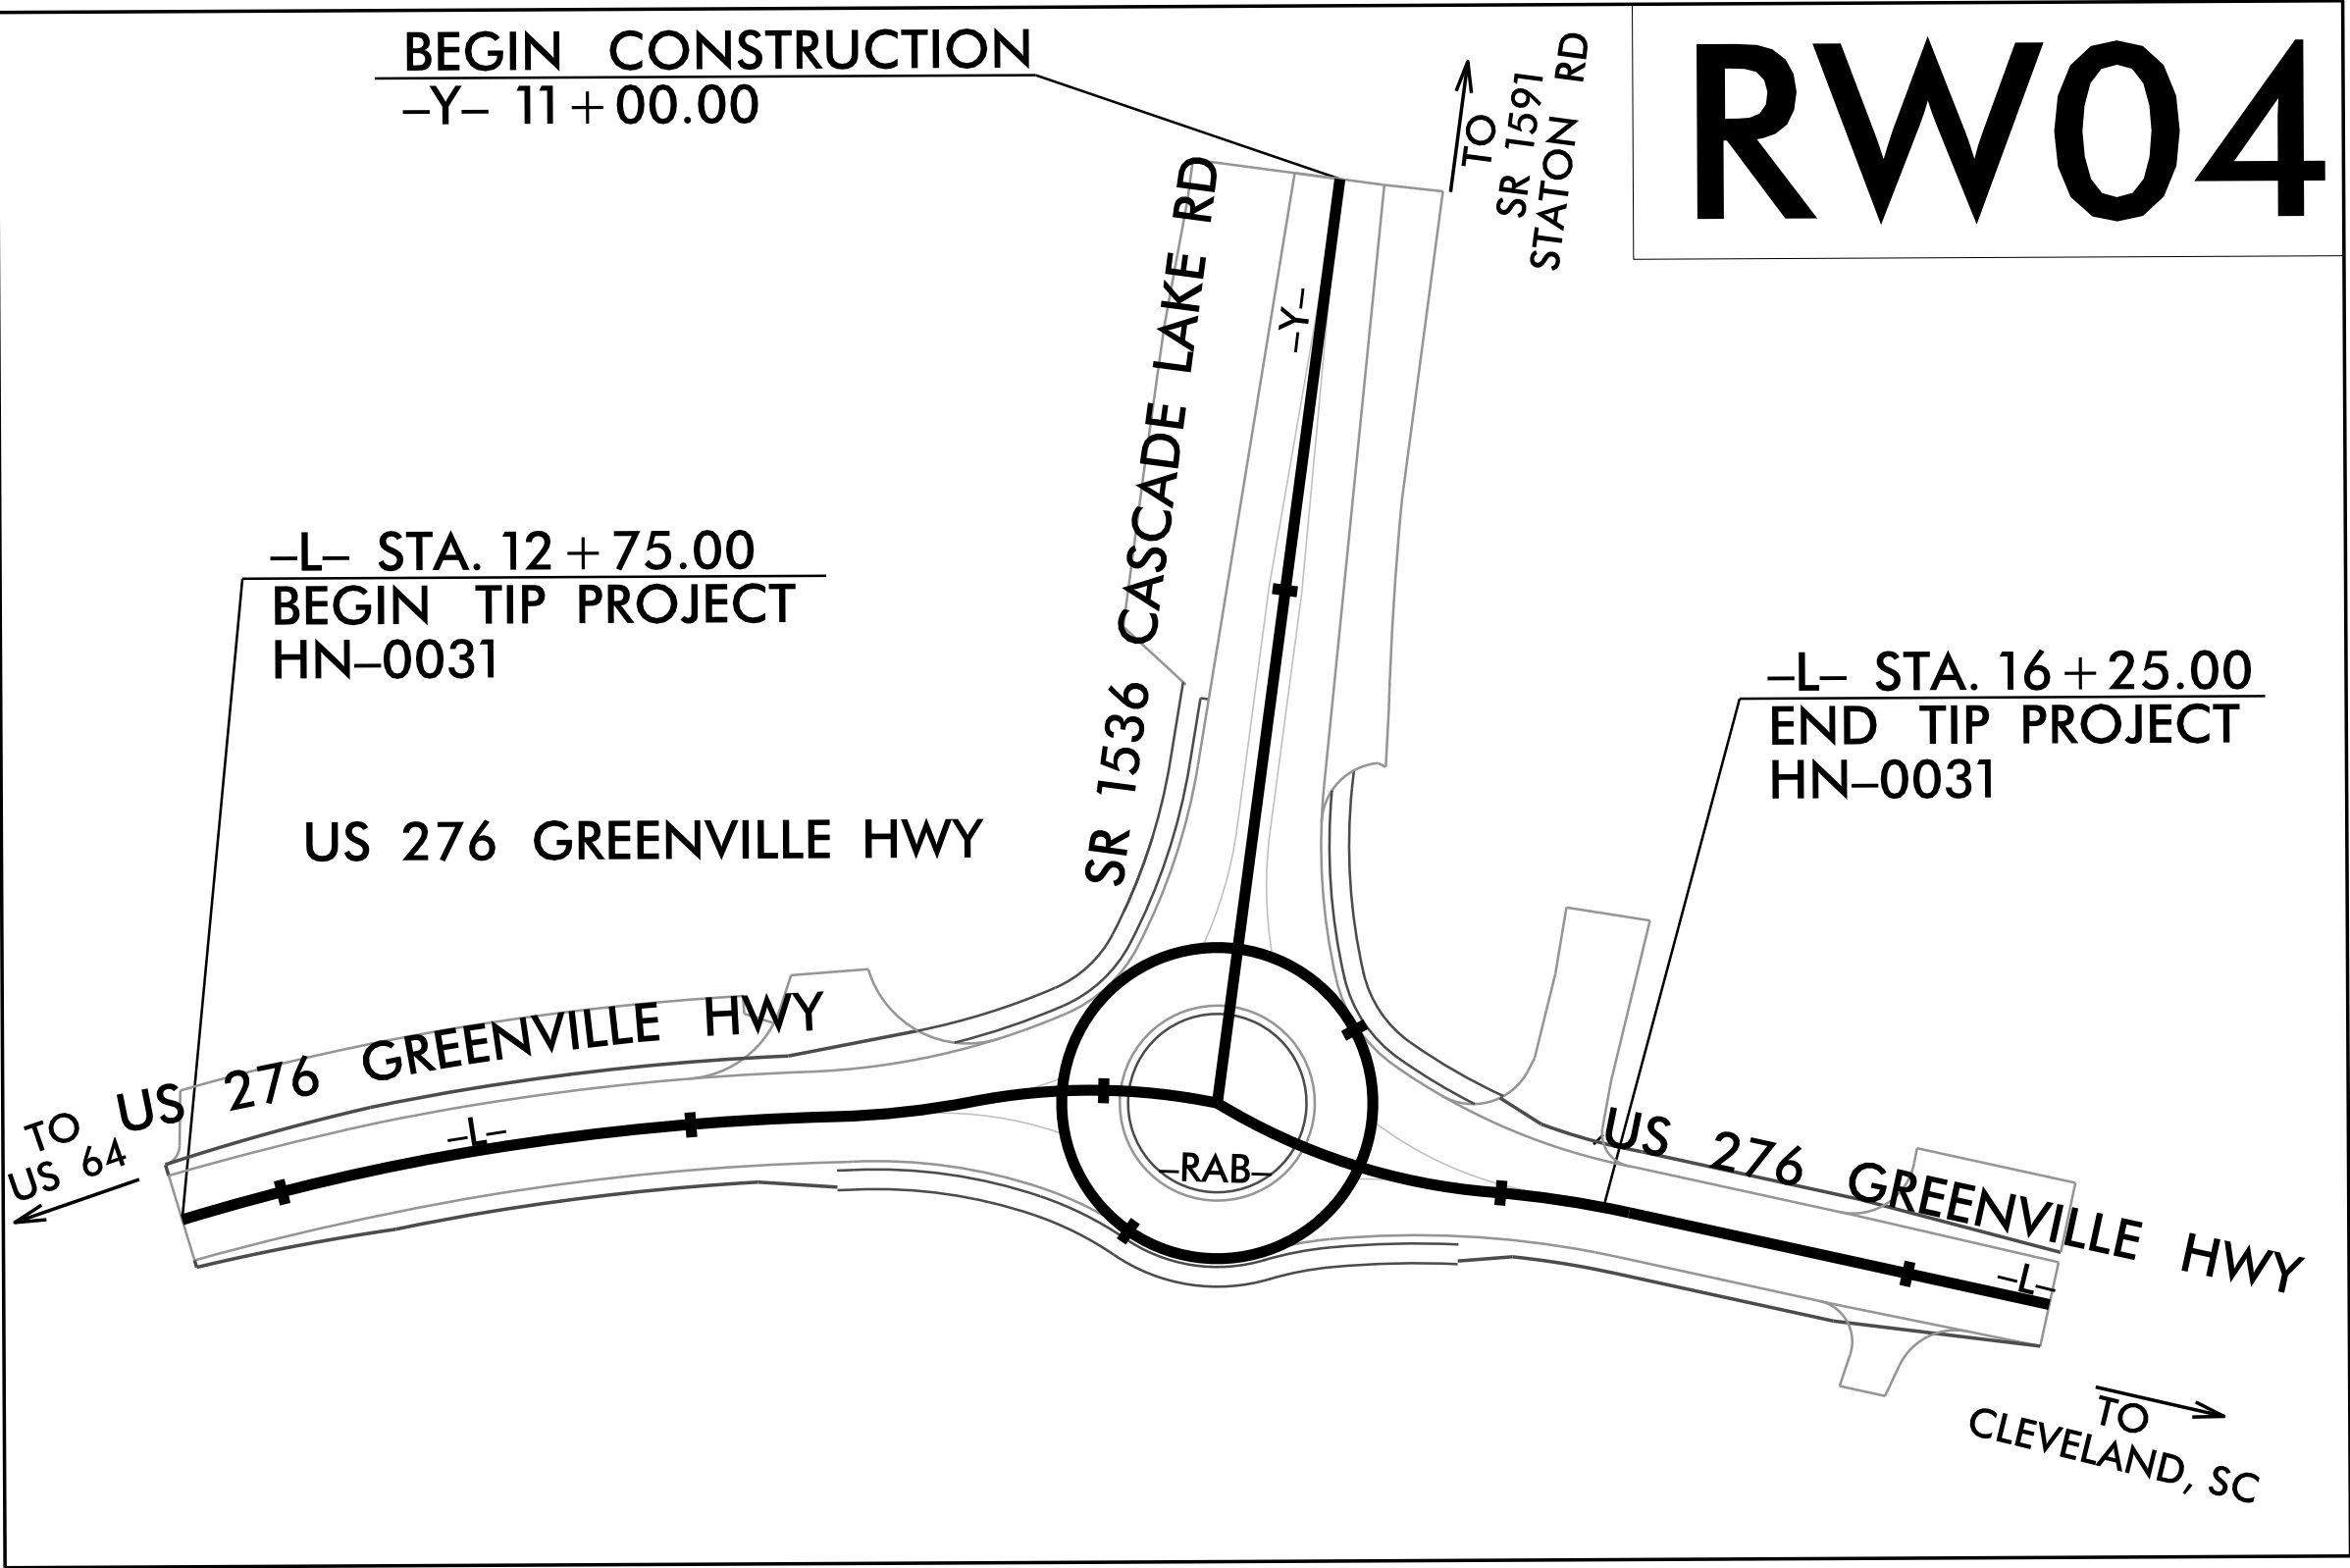 BEGIN CONSTRUCTION
–Y– 11+00.00
TO
SR 1591
STATON RD
RW04
SR 1536 CASCADE LAKE RD
–Y–
–L– STA. 12+75.00
BEGIN TIP PROJECT
HN–0031
–L– STA. 16+25.00
END TIP PROJECT
HN–0031
US 276 GREENVILLE HWY
US 276 GREENVILLE HWY
TO
US 64
–L–
–RAB–
US 276 GREENVILLE HWY
–L–
TO
CLEVELAND, SC